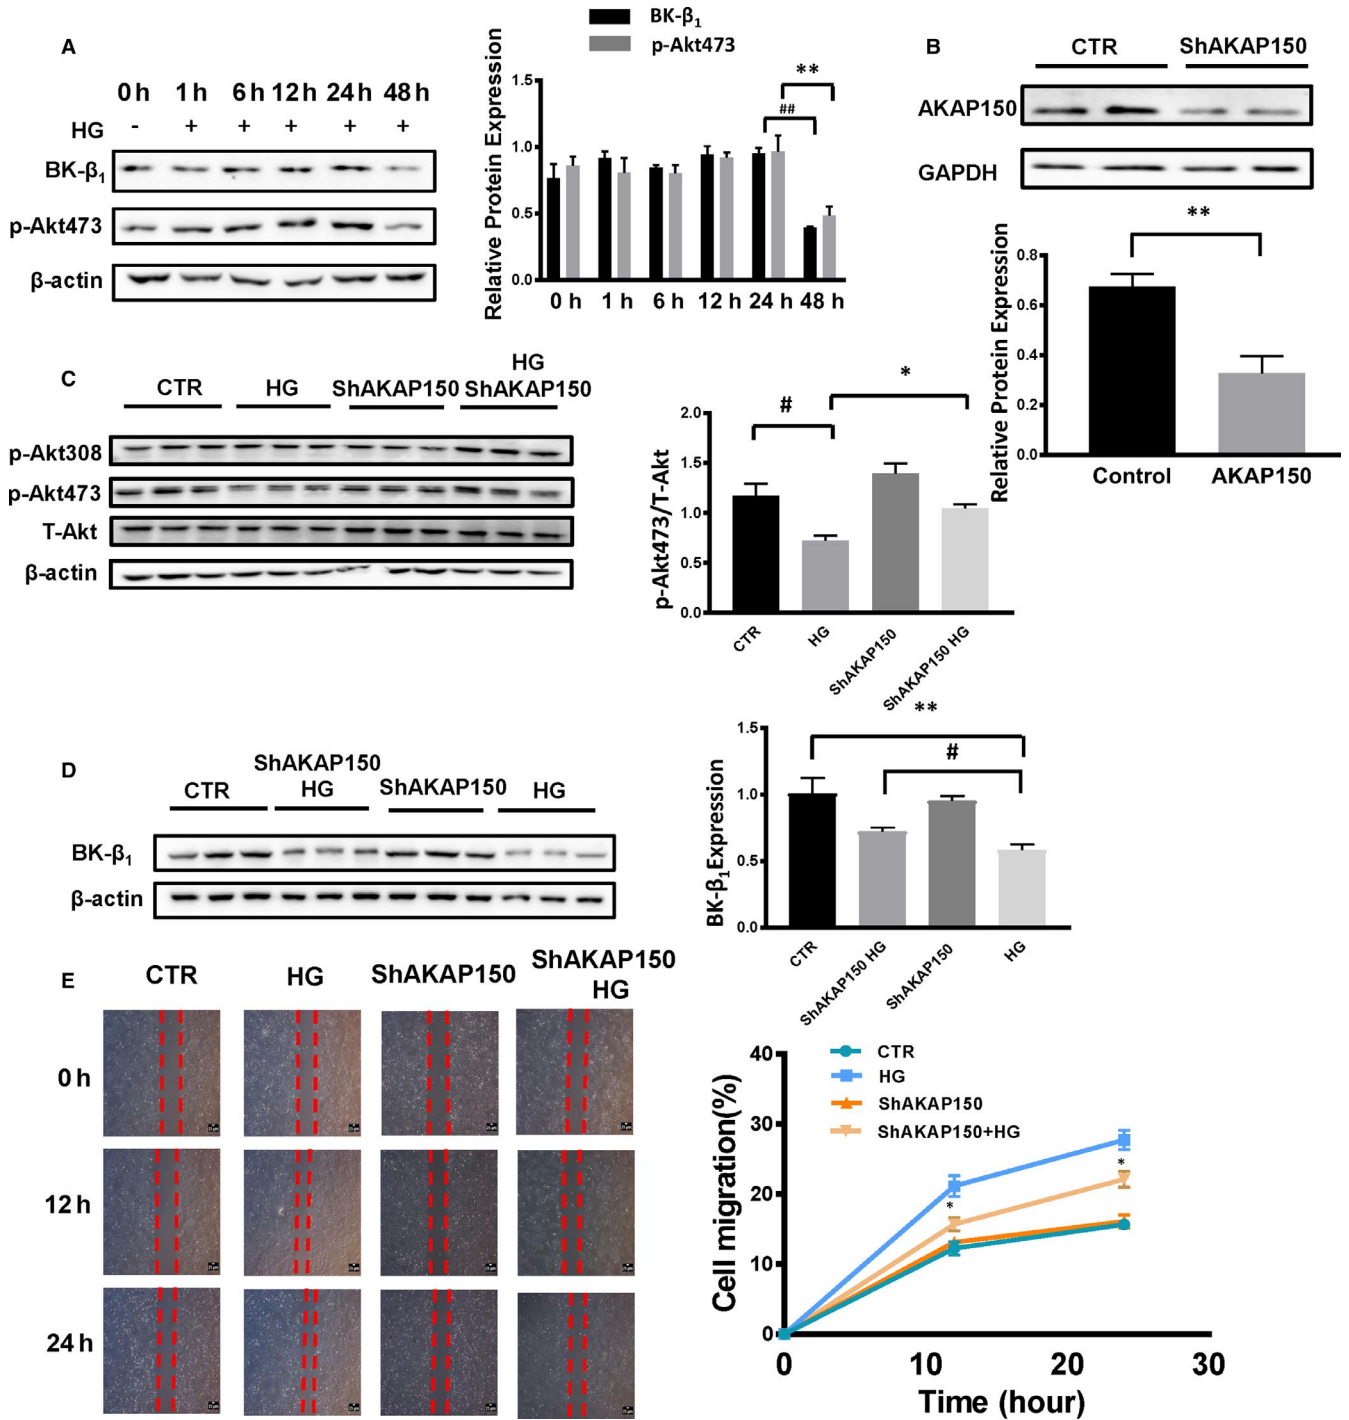 A
0 h 1 h 6 h 12 h 24 h 48 h
HG - + + + + +
BK-β1
p-Akt473
β-actin
BK-β1
p-Akt473
Relative Protein Expression
1.5
1.0
0.5
0.0
**
##
0 h 1 h 6 h 12 h 24 h 48 h
B
CTR ShAKAP150
AKAP150
GAPDH
**
Relative Protein Expression
0.8
0.6
0.4
0.2
0.0
Control AKAP150
C
CTR HG ShAKAP150 HG
ShAKAP150
p-Akt308
p-Akt473
T-Akt
β-actin
p-Akt473/T-Akt
2.0
1.5
1.0
0.5
0.0
#
*
CTR
HG
ShAKAP150
ShAKAP150 HG
D
CTR ShAKAP150
HG ShAKAP150 HG
BK-β1
β-actin
BK-β1Expression
1.5
1.0
0.5
0.0
**
#
CTR
ShAKAP150 HG
ShAKAP150
HG
E
CTR HG ShAKAP150 ShAKAP150
HG
0 h
12 h
24 h
Cell migration(%)
40
30
20
10
0
CTR
HG
ShAKAP150
ShAKAP150+HG
*
*
0 10 20 30
Time (hour)